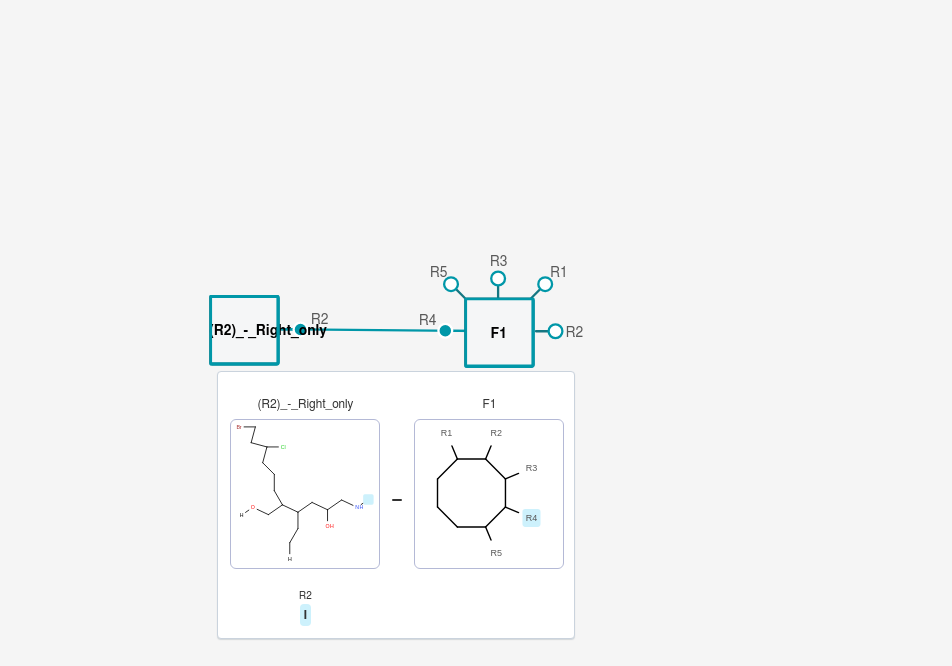 R3
R5
R1
R2
R4
(R2)_-_Right_only
F1
R2
(R2)_-_Right_only
F1
Br
Cl
H
O
OH
NH
H
R1
R2
R3
R4
R5
R2
I